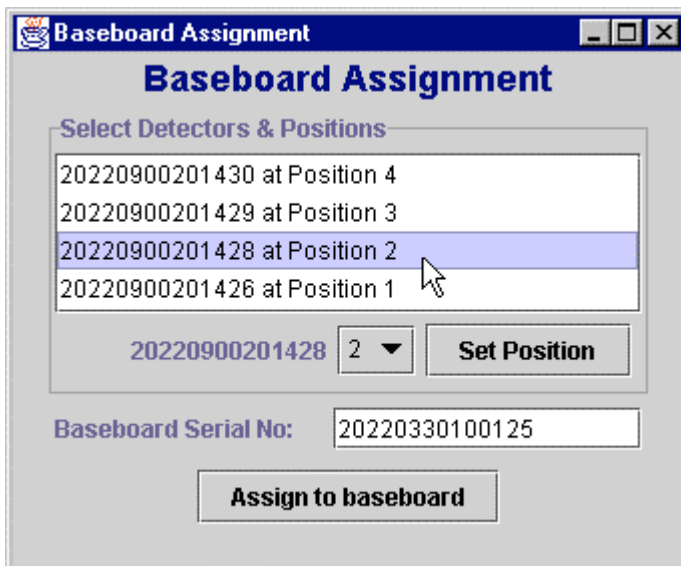 Baseboard Assignment
Baseboard Assignment
Select Detectors & Positions
20220900201430 at Position 4
20220900201429 at Position 3
20220900201428 at Position 2
20220900201426 at Position 1
20220900201428 2 Set Position
Baseboard Serial No: 20220330100125
Assign to baseboard